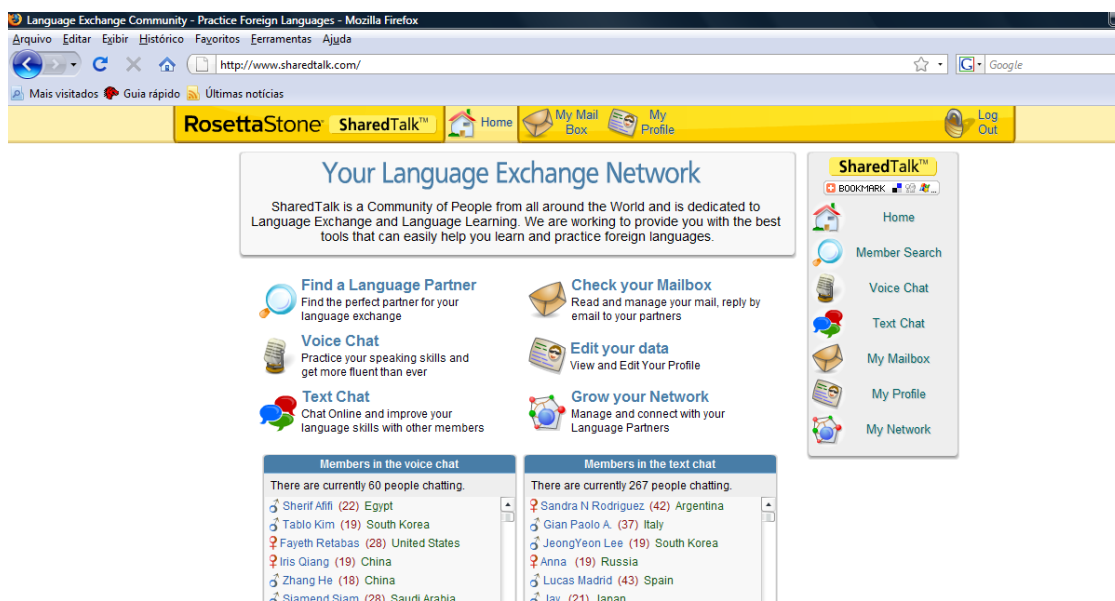 Language Exchange Community - Practice Foreign Languages - Mozilla Firefox
Arquivo Editar Exibir Histórico Favoritos Ferramentas Ajuda
http://www.sharedtalk.com/
Google
Mais visitados Guia rápido Últimas notícias
RosettaStone SharedTalk™ Home My Mail Box My Profile Log Out
Your Language Exchange Network
SharedTalk is a Community of People from all around the World and is dedicated to
Language Exchange and Language Learning. We are working to provide you with the best
tools that can easily help you learn and practice foreign languages.
Find a Language Partner
Find the perfect partner for your
language exchange
Check your Mailbox
Read and manage your mail, reply by
email to your partners
Voice Chat
Practice your speaking skills and
get more fluent than ever
Edit your data
View and Edit Your Profile
Text Chat
Chat Online and improve your
language skills with other members
Grow your Network
Manage and connect with your
Language Partners
Members in the voice chat
There are currently 60 people chatting.
Sherif Afifi (22) Egypt
Tablo Kim (19) South Korea
Fayeth Retabas (28) United States
Iris Qiang (19) China
Zhang He (18) China
Siamend Siam (28) Saudi Arabia
Members in the text chat
There are currently 267 people chatting.
Sandra N Rodriguez (42) Argentina
Gian Paolo A. (37) Italy
JeongYeon Lee (19) South Korea
Anna (19) Russia
Lucas Madrid (43) Spain
Jay (21) Japan
SharedTalk™
BOOKMARK
Home
Member Search
Voice Chat
Text Chat
My Mailbox
My Profile
My Network